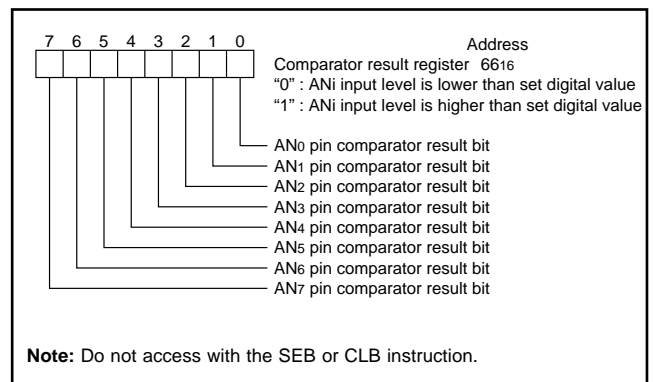 7 6 5 4 3 2 1 0
Address
Comparator result register 6616
“0” : ANi input level is lower than set digital value
“1” : ANi input level is higher than set digital value
AN0 pin comparator result bit
AN1 pin comparator result bit
AN2 pin comparator result bit
AN3 pin comparator result bit
AN4 pin comparator result bit
AN5 pin comparator result bit
AN6 pin comparator result bit
AN7 pin comparator result bit
Note: Do not access with the SEB or CLB instruction.